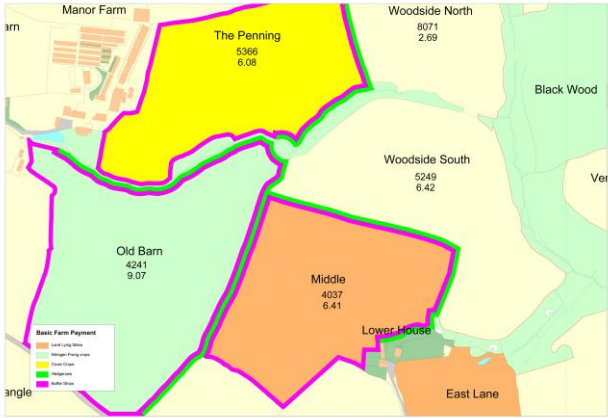 Manor Farm
arn
The Penning
5366
6.08
Woodside North
8071
2.69
Black Wood
Woodside South
5249
6.42
Ver
Old Barn
4241
9.07
Middle
4037
6.41
Lower House
East Lane
angle
Basic Farm Payment
Land Lying fallow
Nitrogen Fixing crops
Cover Crops
Hedgerows
Buffer Strips